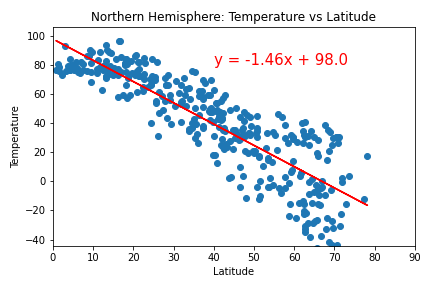 Northern Hemisphere: Temperature vs Latitude
y = -1.46x + 98.0
Temperature
100
80
60
40
20
0
−20
−40
0 10 20 30 40 50 60 70 80 90
Latitude